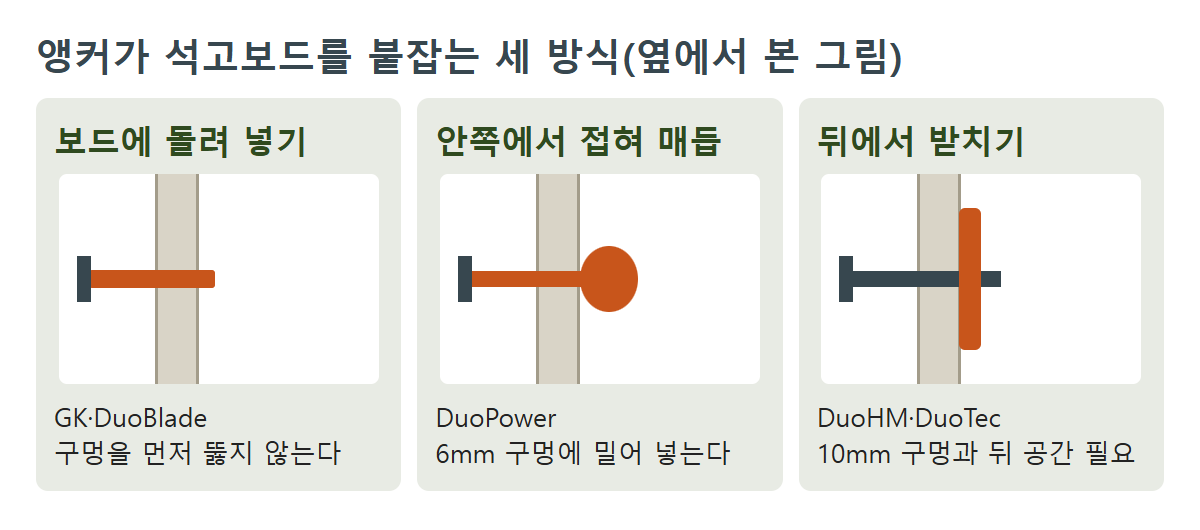 앵커가 석고보드를 붙잡는 세 방식(옆에서 본 그림)
보드에 돌려 넣기
GK·DuoBlade
구멍을 먼저 뚫지 않는다
안쪽에서 접혀 매듭
DuoPower
6mm 구멍에 밀어 넣는다
뒤에서 받치기
DuoHM·DuoTec
10mm 구멍과 뒤 공간 필요